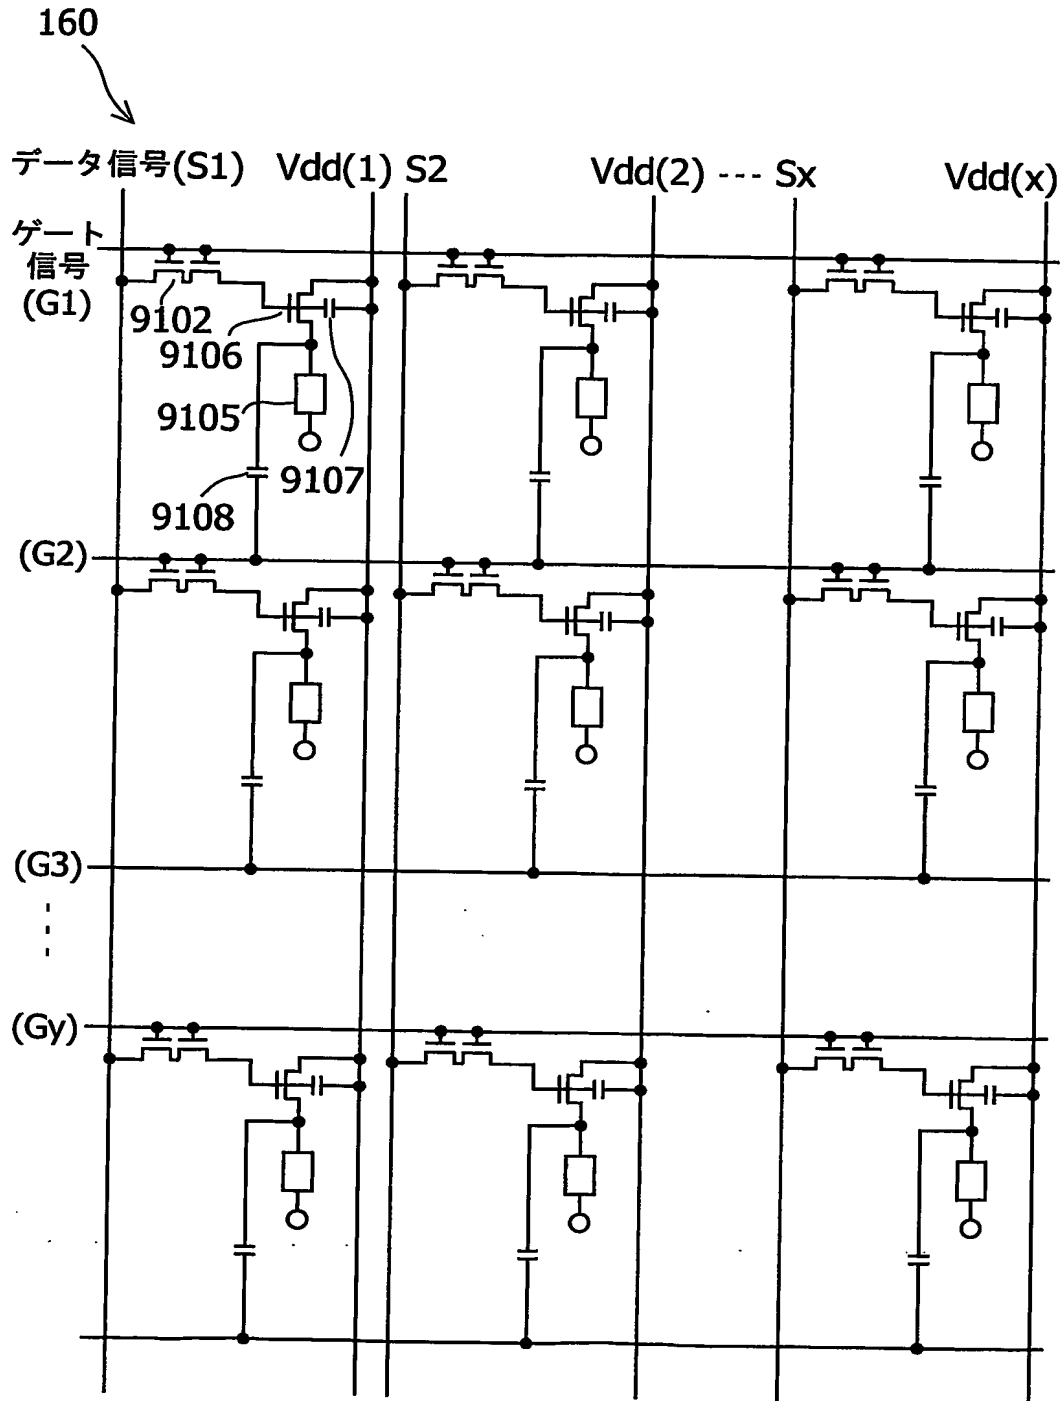 160
データ信号(S1)
Vdd(1)
S2
Vdd(2)
---
Sx
Vdd(x)
ゲート
信号
(G1)
9102
9106
9105
9107
9108
(G2)
(G3)
(Gy)